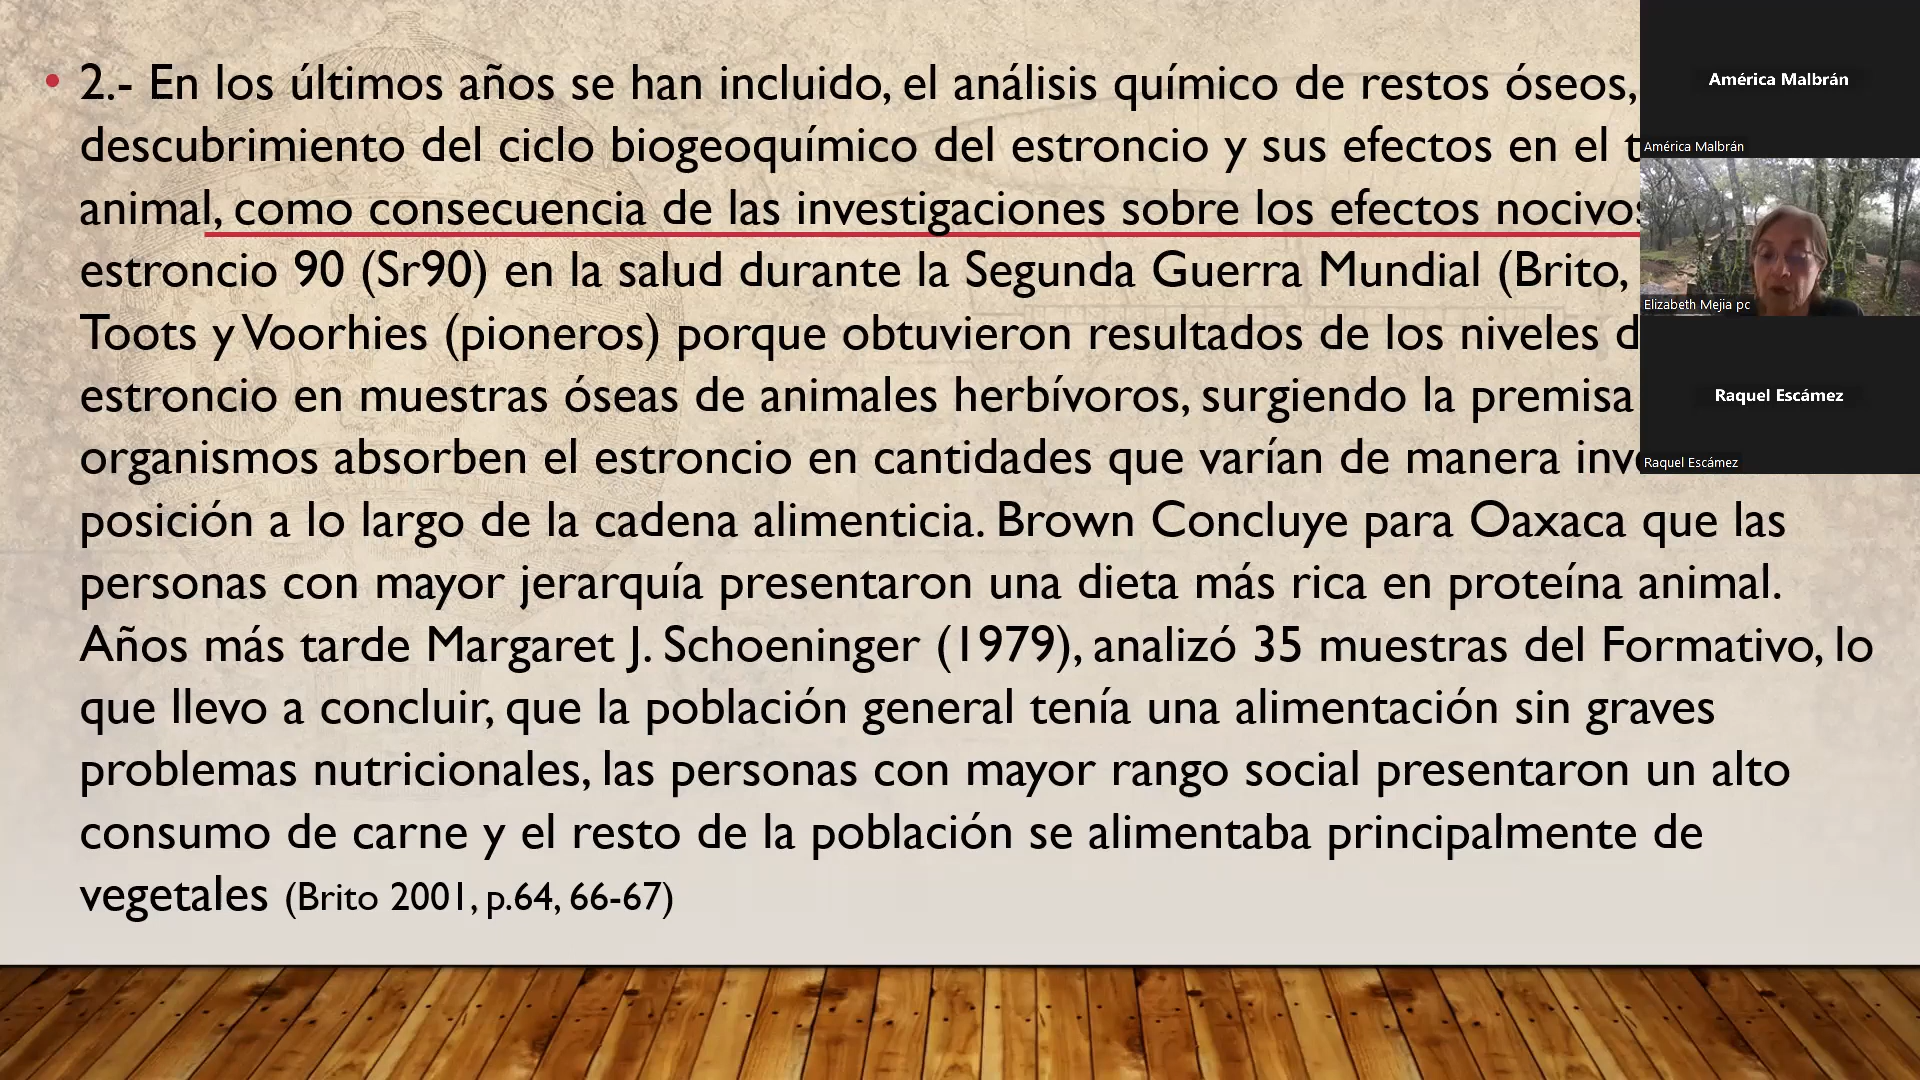 • 2.- En los últimos años se han incluido, el análisis químico de restos óseos,
descubrimiento del ciclo biogeoquímico del estroncio y sus efectos en el
animal, como consecuencia de las investigaciones sobre los efectos nocivos
estroncio 90 (Sr90) en la salud durante la Segunda Guerra Mundial (Brito,
Toots y Voorhies (pioneros) porque obtuvieron resultados de los niveles
estroncio en muestras óseas de animales herbívoros, surgiendo la premisa
organismos absorben el estroncio en cantidades que varían de manera
posición a lo largo de la cadena alimenticia. Brown Concluye para Oaxaca que las
personas con mayor jerarquía presentaron una dieta más rica en proteína animal.
Años más tarde Margaret J. Schoeninger (1979), analizó 35 muestras del Formativo, lo
que llevo a concluir, que la población general tenía una alimentación sin graves
problemas nutricionales, las personas con mayor rango social presentaron un alto
consumo de carne y el resto de la población se alimentaba principalmente de
vegetales (Brito 2001, p.64, 66-67)
América Malbrán
América Malbrán
Elizabeth Mejia pc
Raquel Escámez
Raquel Escámez